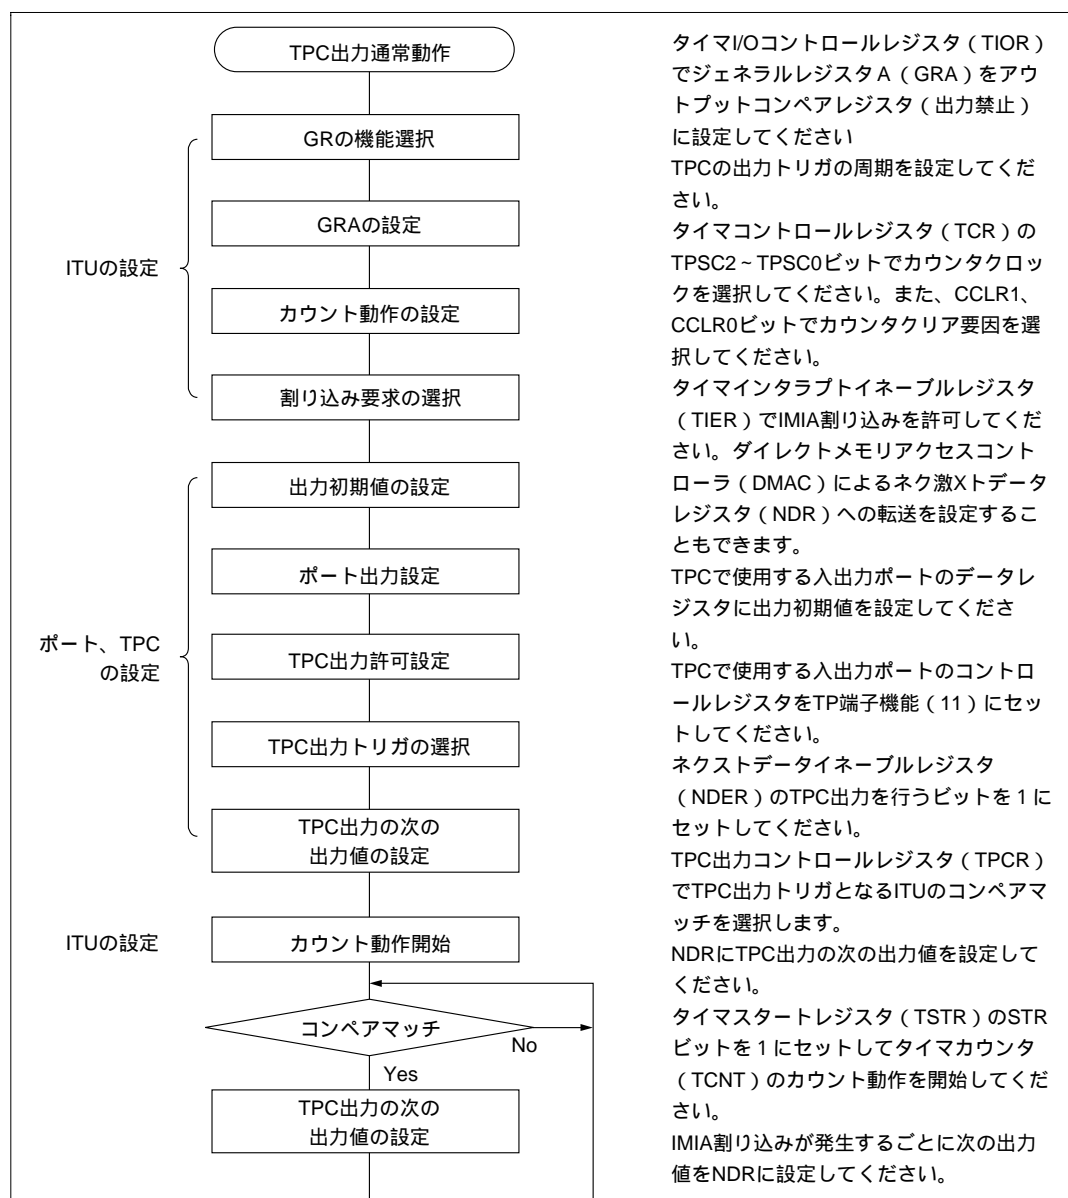 TPC出力通常動作
GRの機能選択
GRAの設定
ITUの設定
カウント動作の設定
割り込み要求の選択
出力初期値の設定
ポート出力設定
ポート、TPC
の設定
TPC出力許可設定
TPC出力トリガの選択
TPC出力の次の
出力値の設定
ITUの設定
カウント動作開始
コンペアマッチ
No
Yes
TPC出力の次の
出力値の設定
タイマI/Oコントロールレジスタ（TIOR）
でジェネラルレジスタA（GRA）をアウ
トプットコンペアレジスタ（出力禁止）
に設定してください
TPCの出力トリガの周期を設定してくだ
さい。
タイマコントロールレジスタ（TCR）の
TPSC2～TPSC0ビットでカウンタクロッ
クを選択してください。また、CCLR1、
CCLR0ビットでカウンタクリア要因を選
択してください。
タイマインタラプトイネーブルレジスタ
（TIER）でIMIA割り込みを許可してくだ
さい。ダイレクトメモリアクセスコント
ローラ（DMAC）によるネク激Xトデータ
レジスタ（NDR）への転送を設定するこ
ともできます。
TPCで使用する入出力ポートのデータレ
ジスタに出力初期値を設定してくださ
い。
TPCで使用する入出力ポートのコントロ
ールレジスタをTP端子機能（11）にセッ
トしてください。
ネクストデータイネーブルレジスタ
（NDER）のTPC出力を行うビットを1に
セットしてください。
TPC出力コントロールレジスタ（TPCR）
でTPC出力トリガとなるITUのコンペアマ
ッチを選択します。
NDRにTPC出力の次の出力値を設定して
ください。
タイマスタートレジスタ（TSTR）のSTR
ビットを1にセットしてタイマカウンタ
（TCNT）のカウント動作を開始してくだ
さい。
IMIA割り込みが発生するごとに次の出力
値をNDRに設定してください。